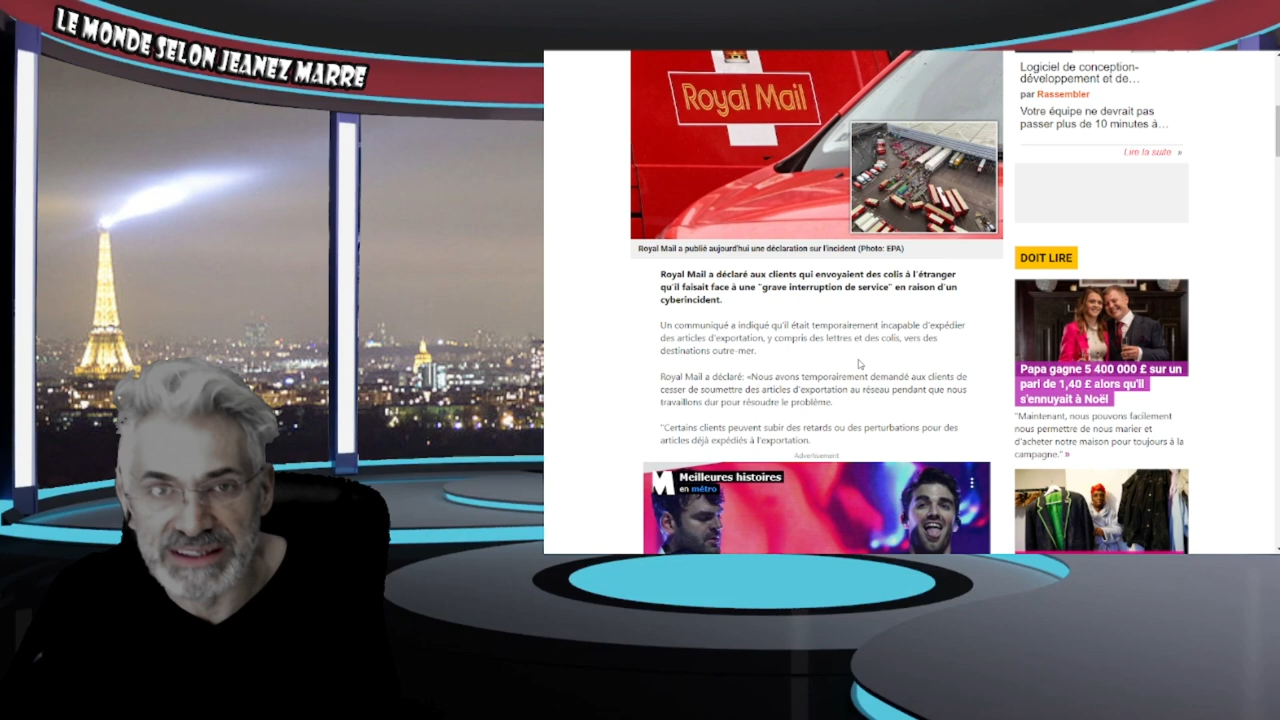 LE MONDE SELON JEANEZ MARRE
Royal Mail
Royal Mail a publié aujourd'hui une déclaration sur l'incident (Photo: EPA)
Royal Mail a déclaré aux clients qui envoyaient des colis à l'étranger
qu'il faisait face à une "grave interruption de service" en raison d'un
cyberincident.
Un communiqué a indiqué qu'il était temporairement incapable d'expédier
des articles d'exportation, y compris des lettres et des colis, vers des
destinations outre-mer.
Royal Mail a déclaré: «Nous avons temporairement demandé aux clients de
cesser de soumettre des articles d'exportation au réseau pendant que nous
travaillons dur pour résoudre le problème.
"Certains clients peuvent subir des retards ou des perturbations pour des
articles déjà expédiés à l'exportation.
Advertisement
M Meilleures histoires
en métro
Logiciel de conception-
développement et de…
par Rassembler
Votre équipe ne devrait pas
passer plus de 10 minutes à…
Lire la suite »
DOIT LIRE
Papa gagne 5 400 000 £ sur un
pari de 1,40 £ alors qu'il
s'ennuyait à Noël
"Maintenant, nous pouvons facilement
nous permettre de nous marier et
d'acheter notre maison pour toujours à la
campagne." »